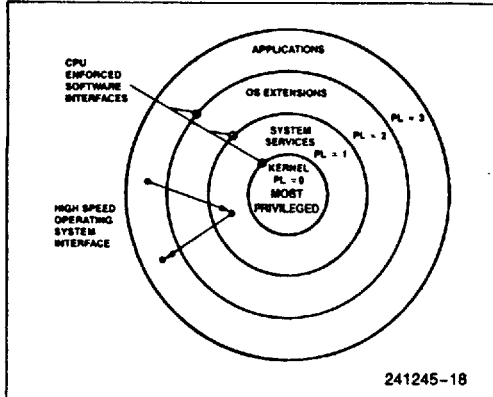 APPLICATIONS
CPU
ENFORCED
SOFTWARE
INTERFACES
OS EXTENSIONS
SYSTEM
SERVICES
PL = 3
PL = 2
PL = 1
KERNEL
PL = 0
MOST
PRIVILEGED
HIGH SPEED
OPERATING
SYSTEM
INTERFACE
241245-18